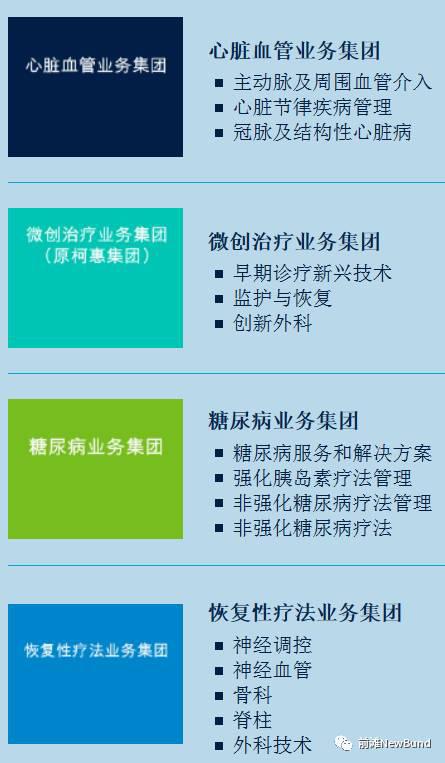 心脏血管业务集团
心脏血管业务集团
主动脉及周围血管介入
心脏节律疾病管理
冠脉及结构性心脏病
微创治疗业务集团
（原柯惠集团）
微创治疗业务集团
早期诊疗新兴技术
监护与恢复
创新外科
糖尿病业务集团
糖尿病业务集团
糖尿病服务和解决方案
强化胰岛素疗法管理
非强化糖尿病疗法管理
非强化糖尿病疗法
恢复性疗法业务集团
恢复性疗法业务集团
神经调控
神经血管
骨科
脊柱
外科技术
前滩NewBund